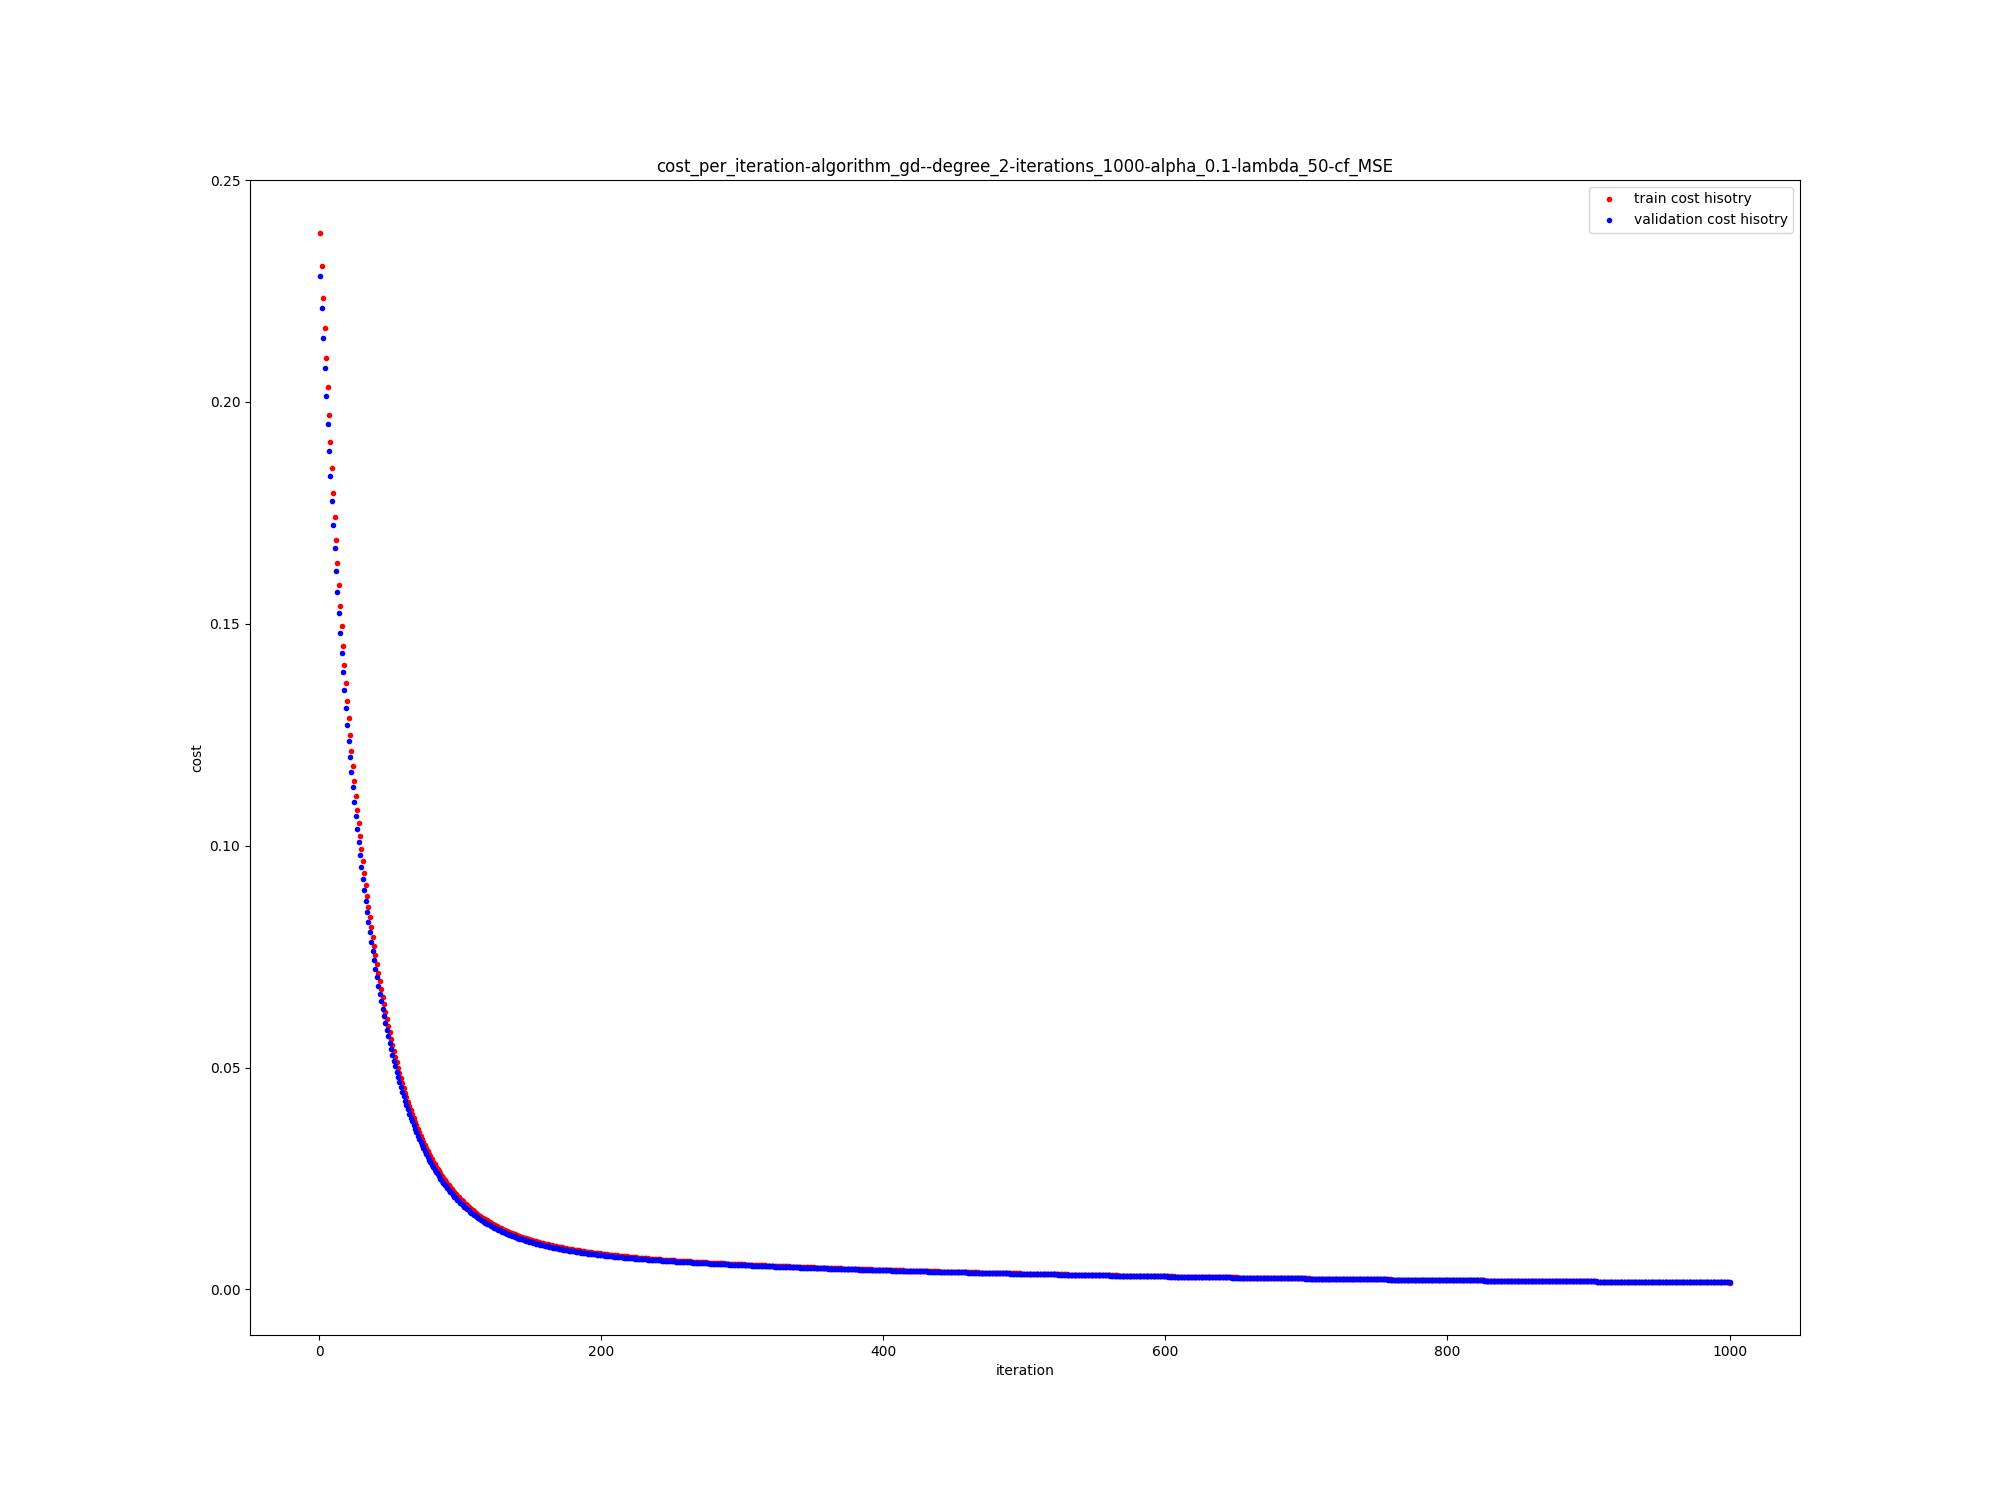 cost_per_iteration-algorithm_gd--degree_2-iterations_1000-alpha_0.1-lambda_50-cf_MSE
train cost hisotry
validation cost hisotry
0.25
0.20
0.15
0.10
0.05
0.00
cost
0 200 400 600 800 1000
iteration